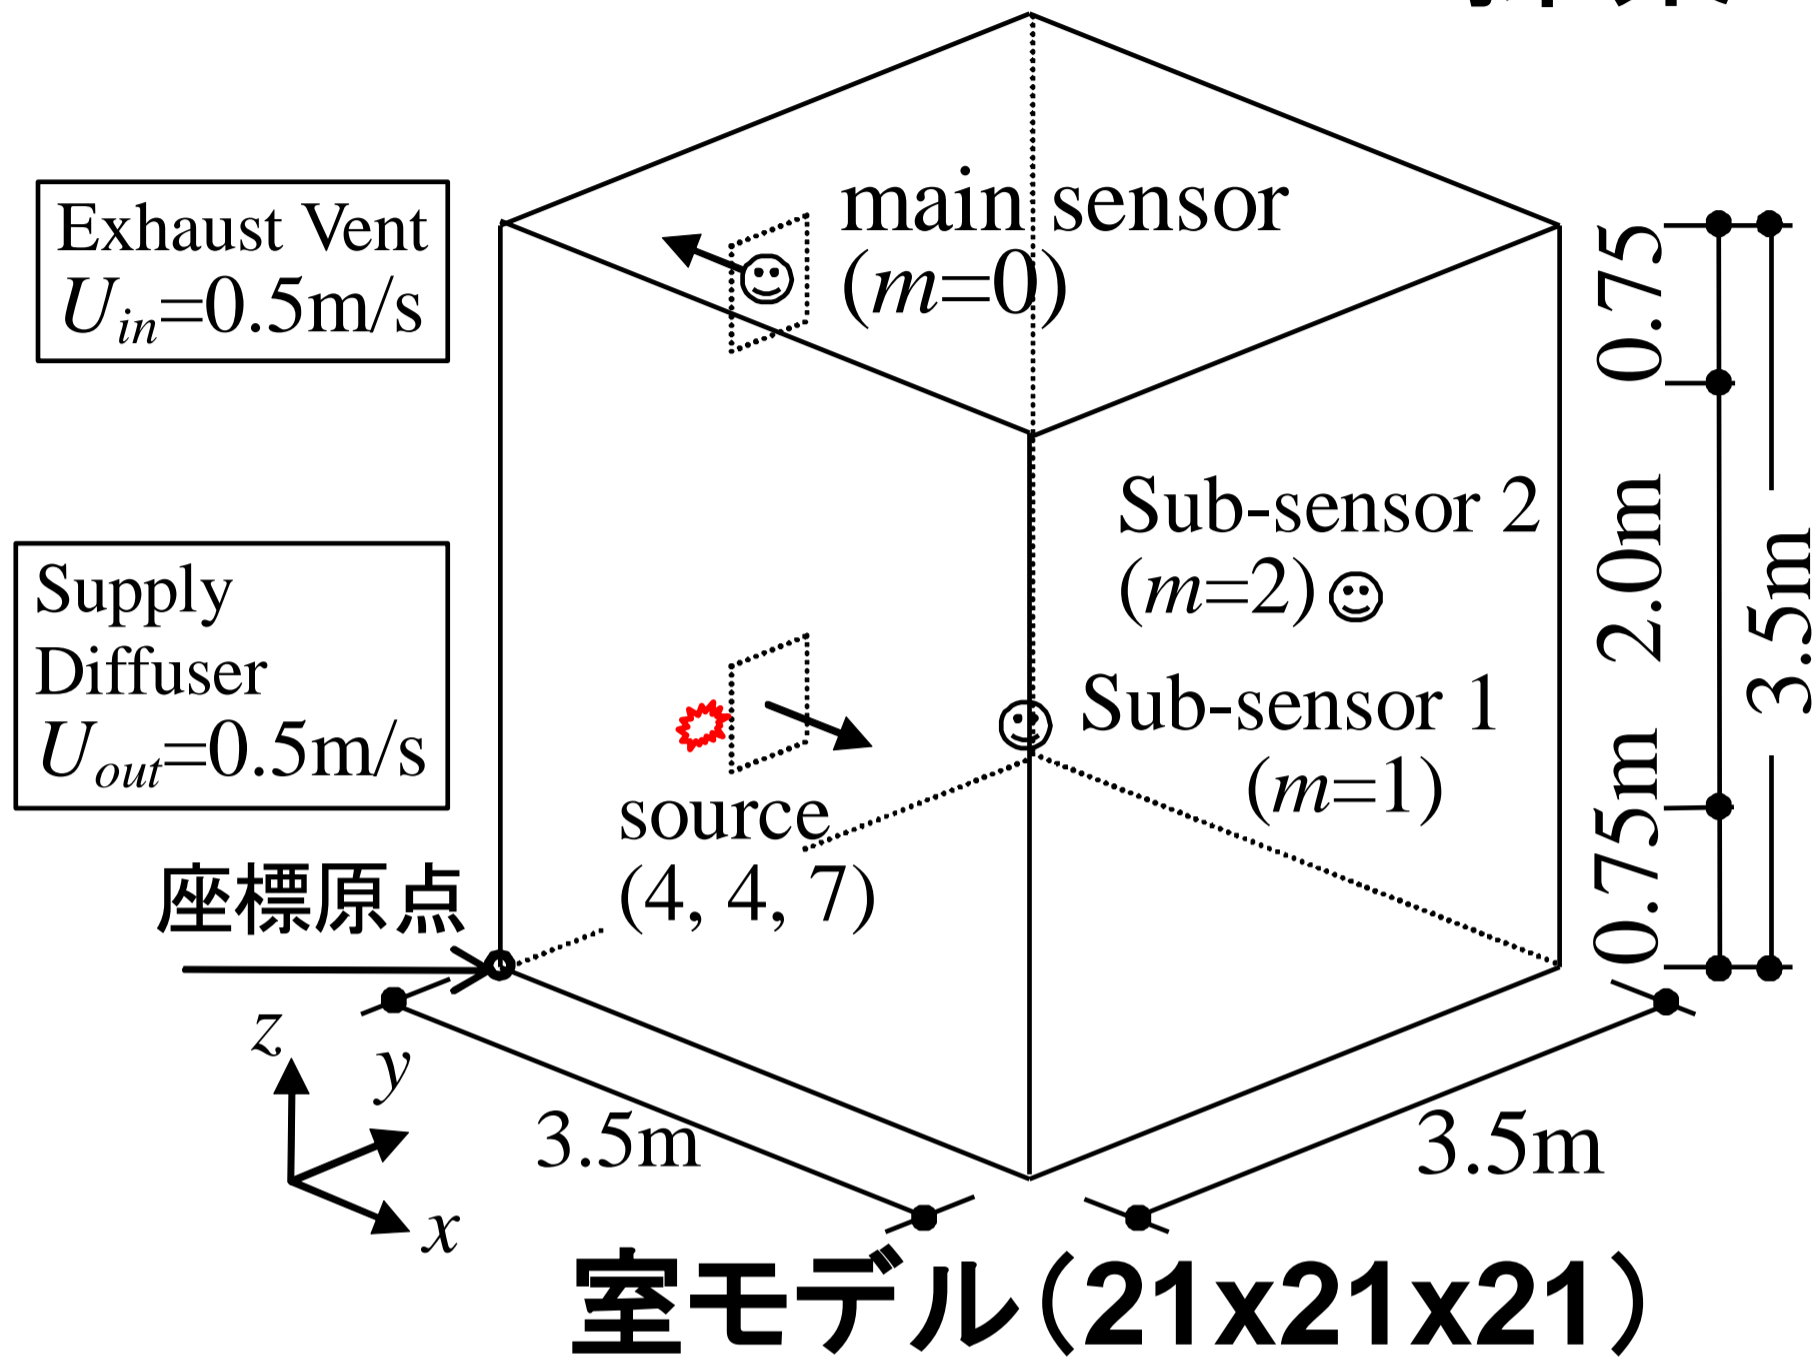 main sensor
(m=0)
Exhaust Vent
U_in=0.5m/s
0.75
Sub-sensor 2
(m=2)
2.0m
3.5m
Supply
Diffuser
U_out=0.5m/s
Sub-sensor 1
(m=1)
source
(4, 4, 7)
0.75m
座標原点
z
y
x
3.5m
3.5m
室モデル（21x21x21）